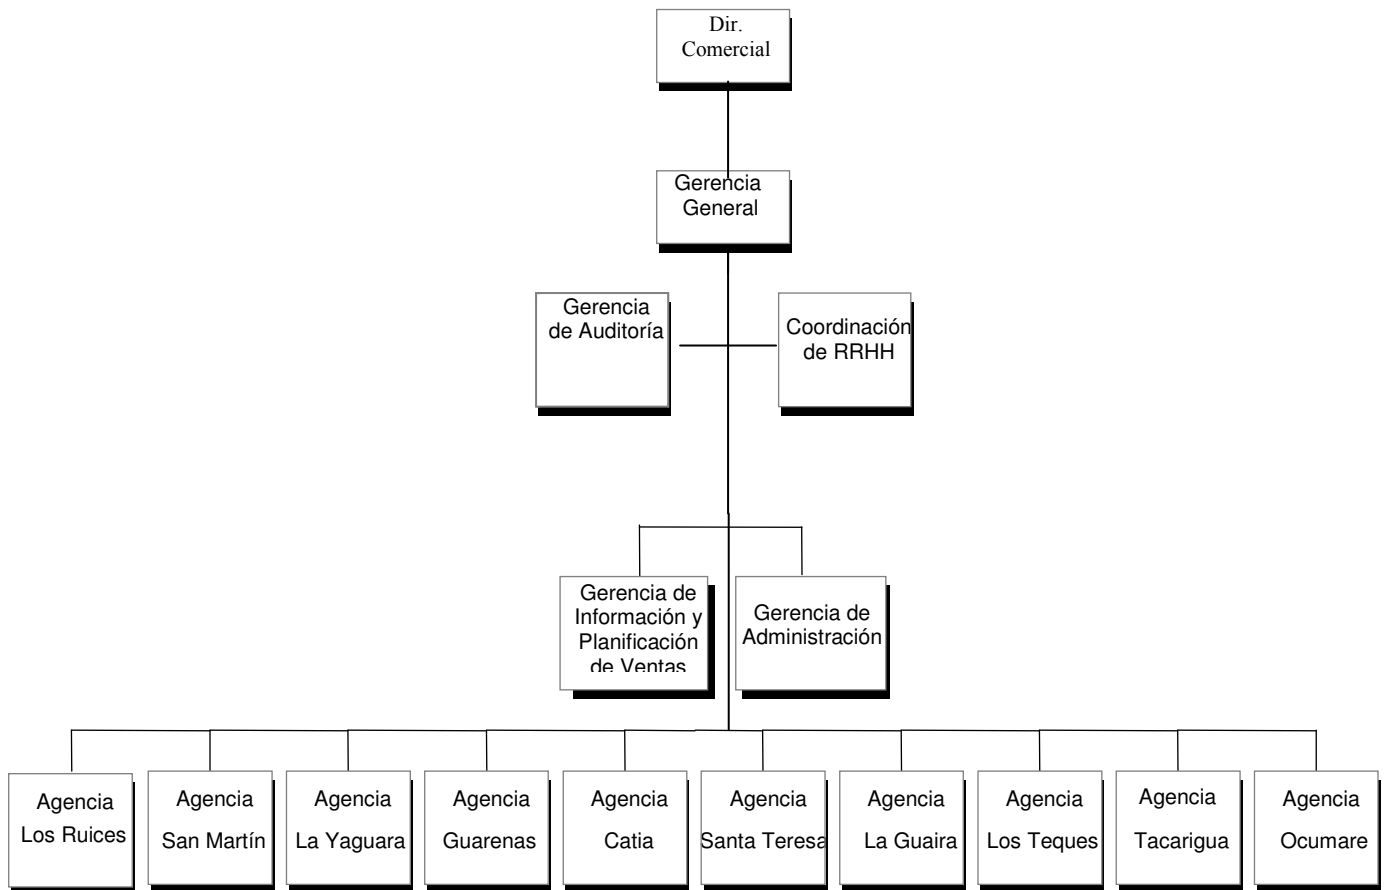 Dir.
Comercial
Gerencia
General
Gerencia
de Auditoría
Coordinación
de RRHH
Gerencia de
Información y
Planificación
de Ventas
Gerencia de
Administración
Agencia
Los Ruices
Agencia
San Martín
Agencia
La Yaguara
Agencia
Guarenas
Agencia
Catia
Agencia
Santa Teresa
Agencia
La Guaira
Agencia
Los Teques
Agencia
Tacarigua
Agencia
Ocumare